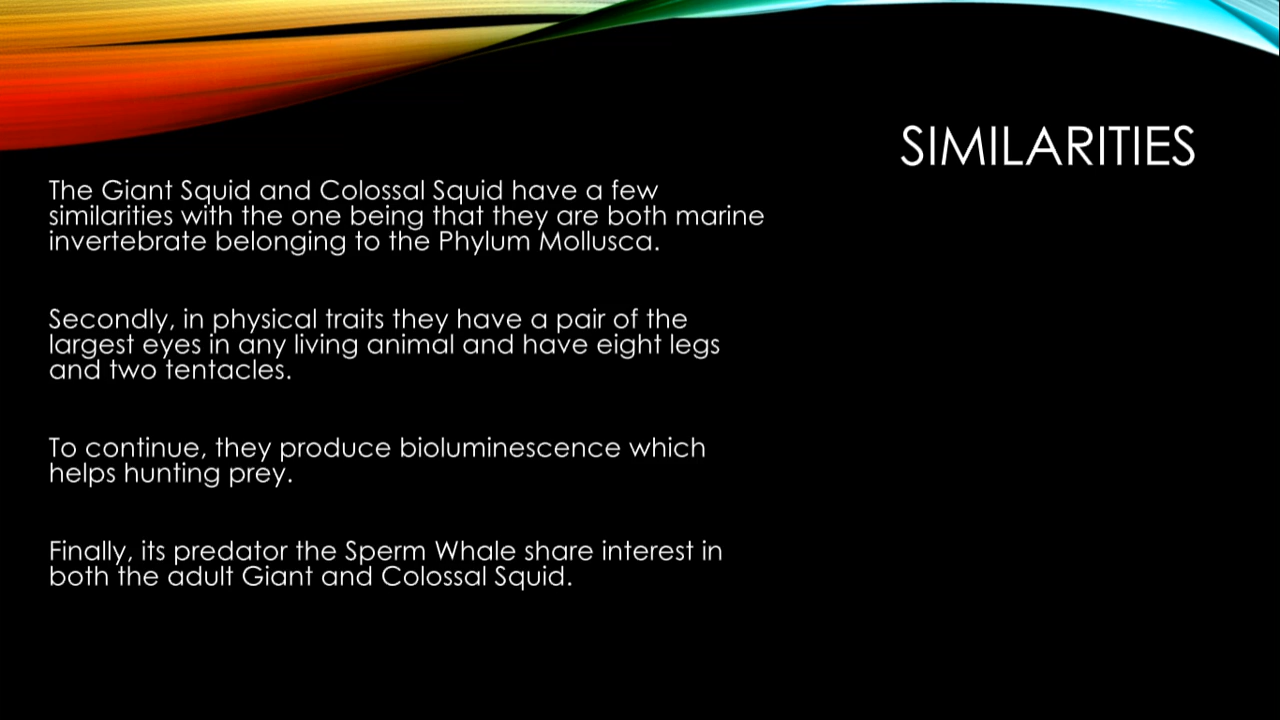 SIMILARITIES
The Giant Squid and Colossal Squid have a few
similarities with the one being that they are both marine
invertebrate belonging to the Phylum Mollusca.
Secondly, in physical traits they have a pair of the
largest eyes in any living animal and have eight legs
and two tentacles.
To continue, they produce bioluminescence which
helps hunting prey.
Finally, its predator the Sperm Whale share interest in
both the adult Giant and Colossal Squid.